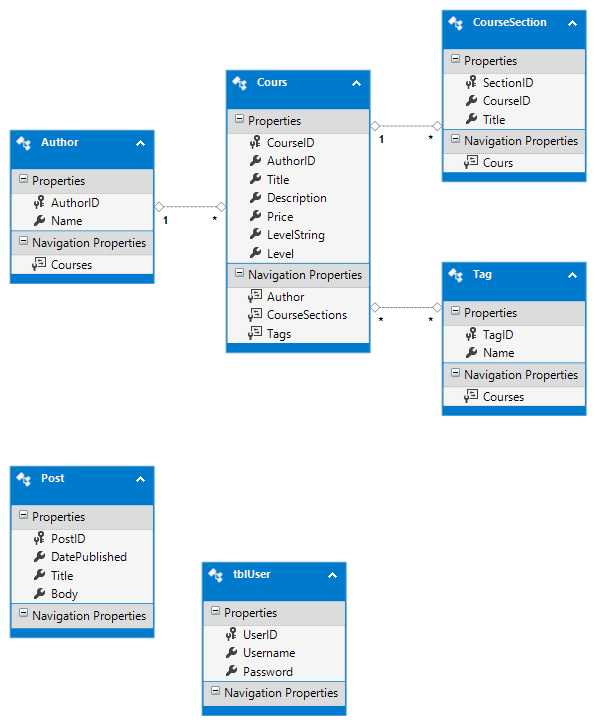 Author
Properties
AuthorID
Name
Navigation Properties
Courses
1
*
Cours
Properties
CourseID
AuthorID
Title
Description
Price
LevelString
Level
Navigation Properties
Author
CourseSections
Tags
1
*
CourseSection
Properties
SectionID
CourseID
Title
Navigation Properties
Cours
*
*
Tag
Properties
TagID
Name
Navigation Properties
Courses
Post
Properties
PostID
DatePublished
Title
Body
Navigation Properties
tblUser
Properties
UserID
Username
Password
Navigation Properties